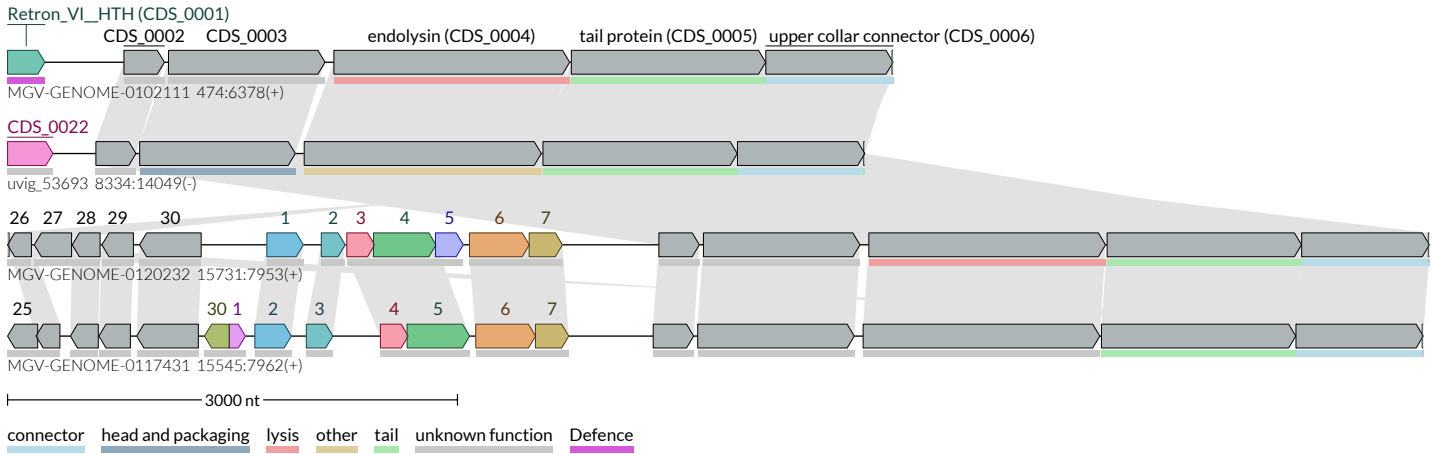 Retron_VI__HTH (CDS_0001)
CDS_0002 CDS_0003 endolysin (CDS_0004) tail protein (CDS_0005) upper collar connector (CDS_0006)
MGV-GENOME-0102111 474:6378(+)
CDS_0022
uvig_53693 8334:14049(-)
26 27 28 29 30 1 2 3 4 5 6 7
MGV-GENOME-0120232 15731:7953(+)
25 30 1 2 3 4 5 6 7
MGV-GENOME-0117431 15545:7962(+)
3000 nt
connector head and packaging lysis other tail unknown function Defence